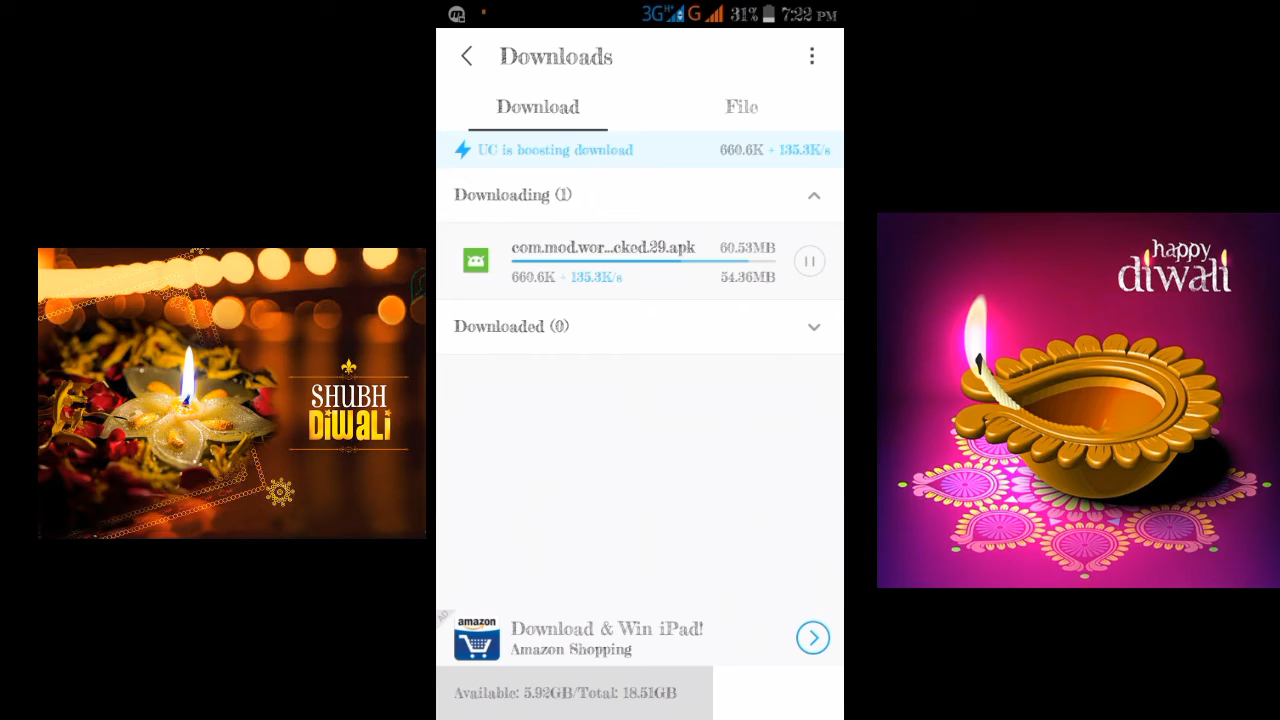 3G H+ G 31% 7:22 PM
Downloads
Download File
UC is boosting download 660.6K + 135.3K/s
Downloading (1)
com.mod.wor...cked.29.apk 60.53MB
660.6K + 135.3K/s 54.36MB
Downloaded (0)
AD
amazon
Download & Win iPad!
Amazon Shopping
Available: 5.92GB/Total: 18.51GB
SHUBH
DIWALI
happy
diwali